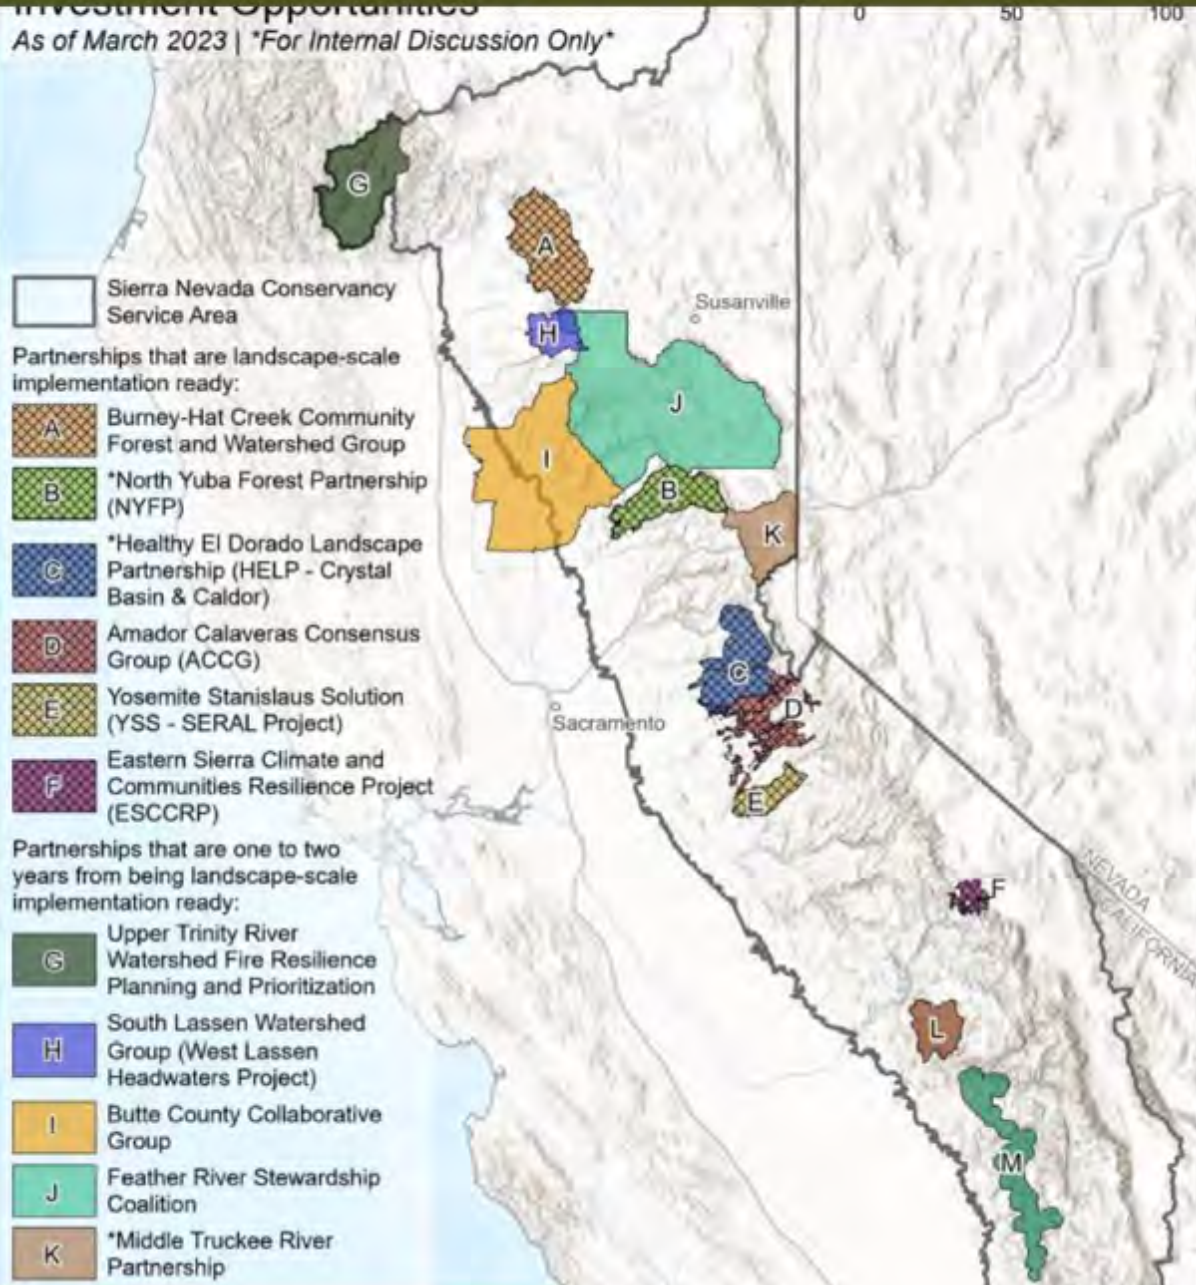 Investment Opportunities
As of March 2023 | *For Internal Discussion Only*
0 50 100
Sierra Nevada Conservancy
Service Area
Partnerships that are landscape-scale
implementation ready:
A Burney-Hat Creek Community
Forest and Watershed Group
B *North Yuba Forest Partnership
(NYFP)
C *Healthy El Dorado Landscape
Partnership (HELP - Crystal
Basin & Caldor)
D Amador Calaveras Consensus
Group (ACCG)
E Yosemite Stanislaus Solution
(YSS - SERAL Project)
F Eastern Sierra Climate and
Communities Resilience Project
(ESCCRP)
Partnerships that are one to two
years from being landscape-scale
implementation ready:
G Upper Trinity River
Watershed Fire Resilience
Planning and Prioritization
H South Lassen Watershed
Group (West Lassen
Headwaters Project)
I Butte County Collaborative
Group
J Feather River Stewardship
Coalition
K *Middle Truckee River
Partnership
G
A
Susanville
H
J
I
B
K
C
D
Sacramento
E
F
NEVADA
CALIFORNIA
L
M